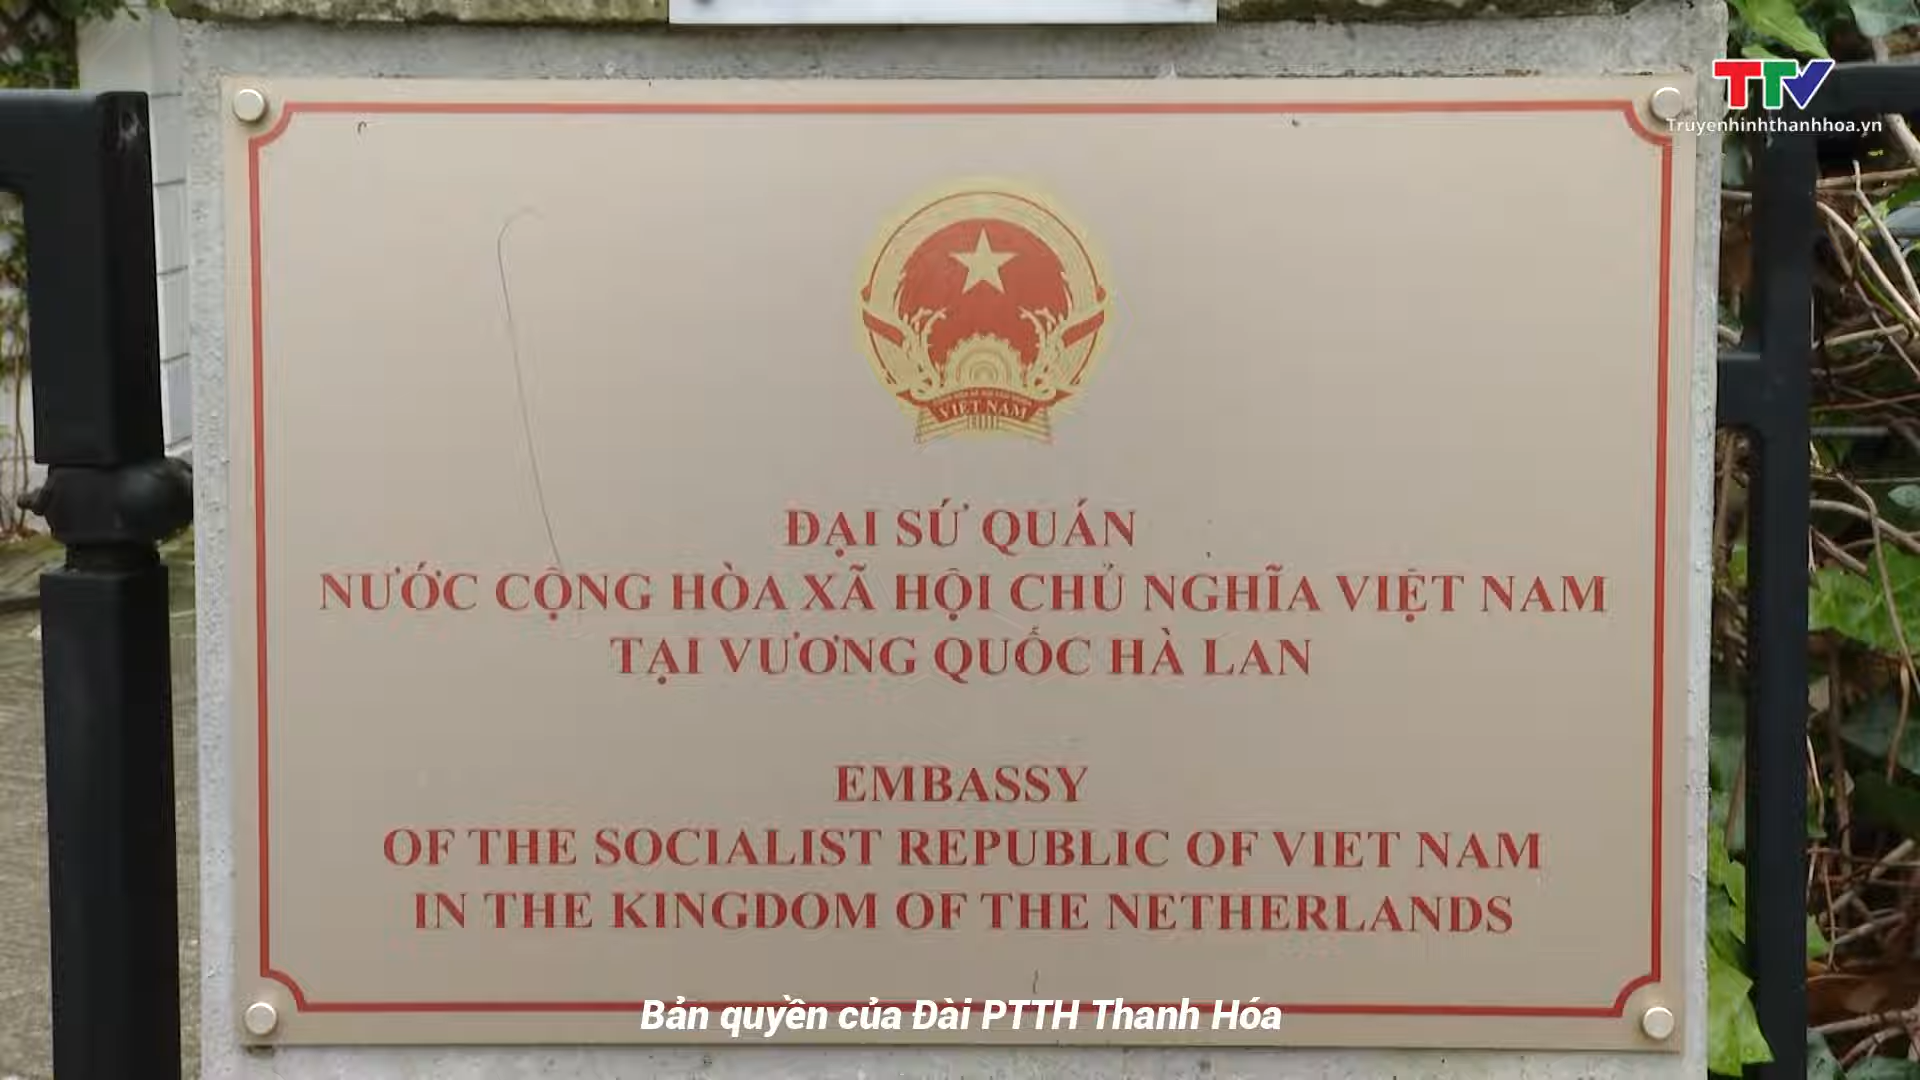 TTV
Truyenhinhthanhhoa.vn
VIỆT NAM
ĐẠI SỨ QUÁN
NƯỚC CỘNG HÒA XÃ HỘI CHỦ NGHĨA VIỆT NAM
TẠI VƯƠNG QUỐC HÀ LAN
EMBASSY
OF THE SOCIALIST REPUBLIC OF VIET NAM
IN THE KINGDOM OF THE NETHERLANDS
Bản quyền của Đài PTTH Thanh Hóa